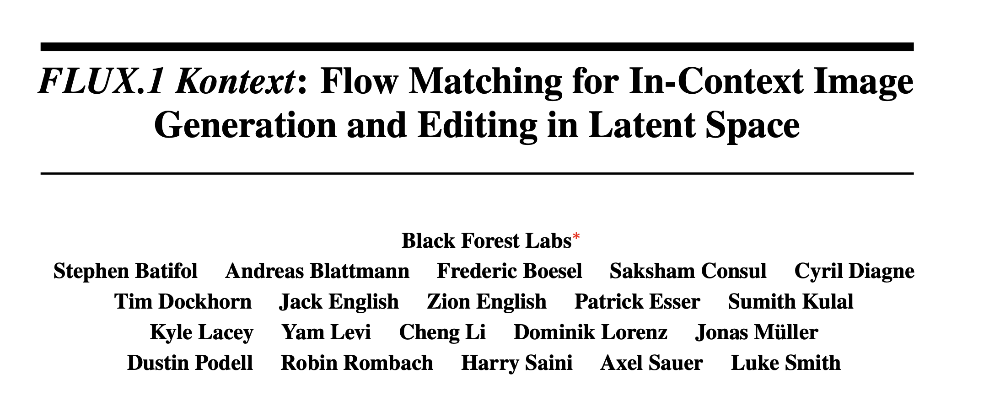 FLUX.1 Kontext: Flow Matching for In-Context Image
Generation and Editing in Latent Space
Black Forest Labs*
Stephen Batifol Andreas Blattmann Frederic Boesel Saksham Consul Cyril Diagne
Tim Dockhorn Jack English Zion English Patrick Esser Sumith Kulal
Kyle Lacey Yam Levi Cheng Li Dominik Lorenz Jonas Müller
Dustin Podell Robin Rombach Harry Saini Axel Sauer Luke Smith